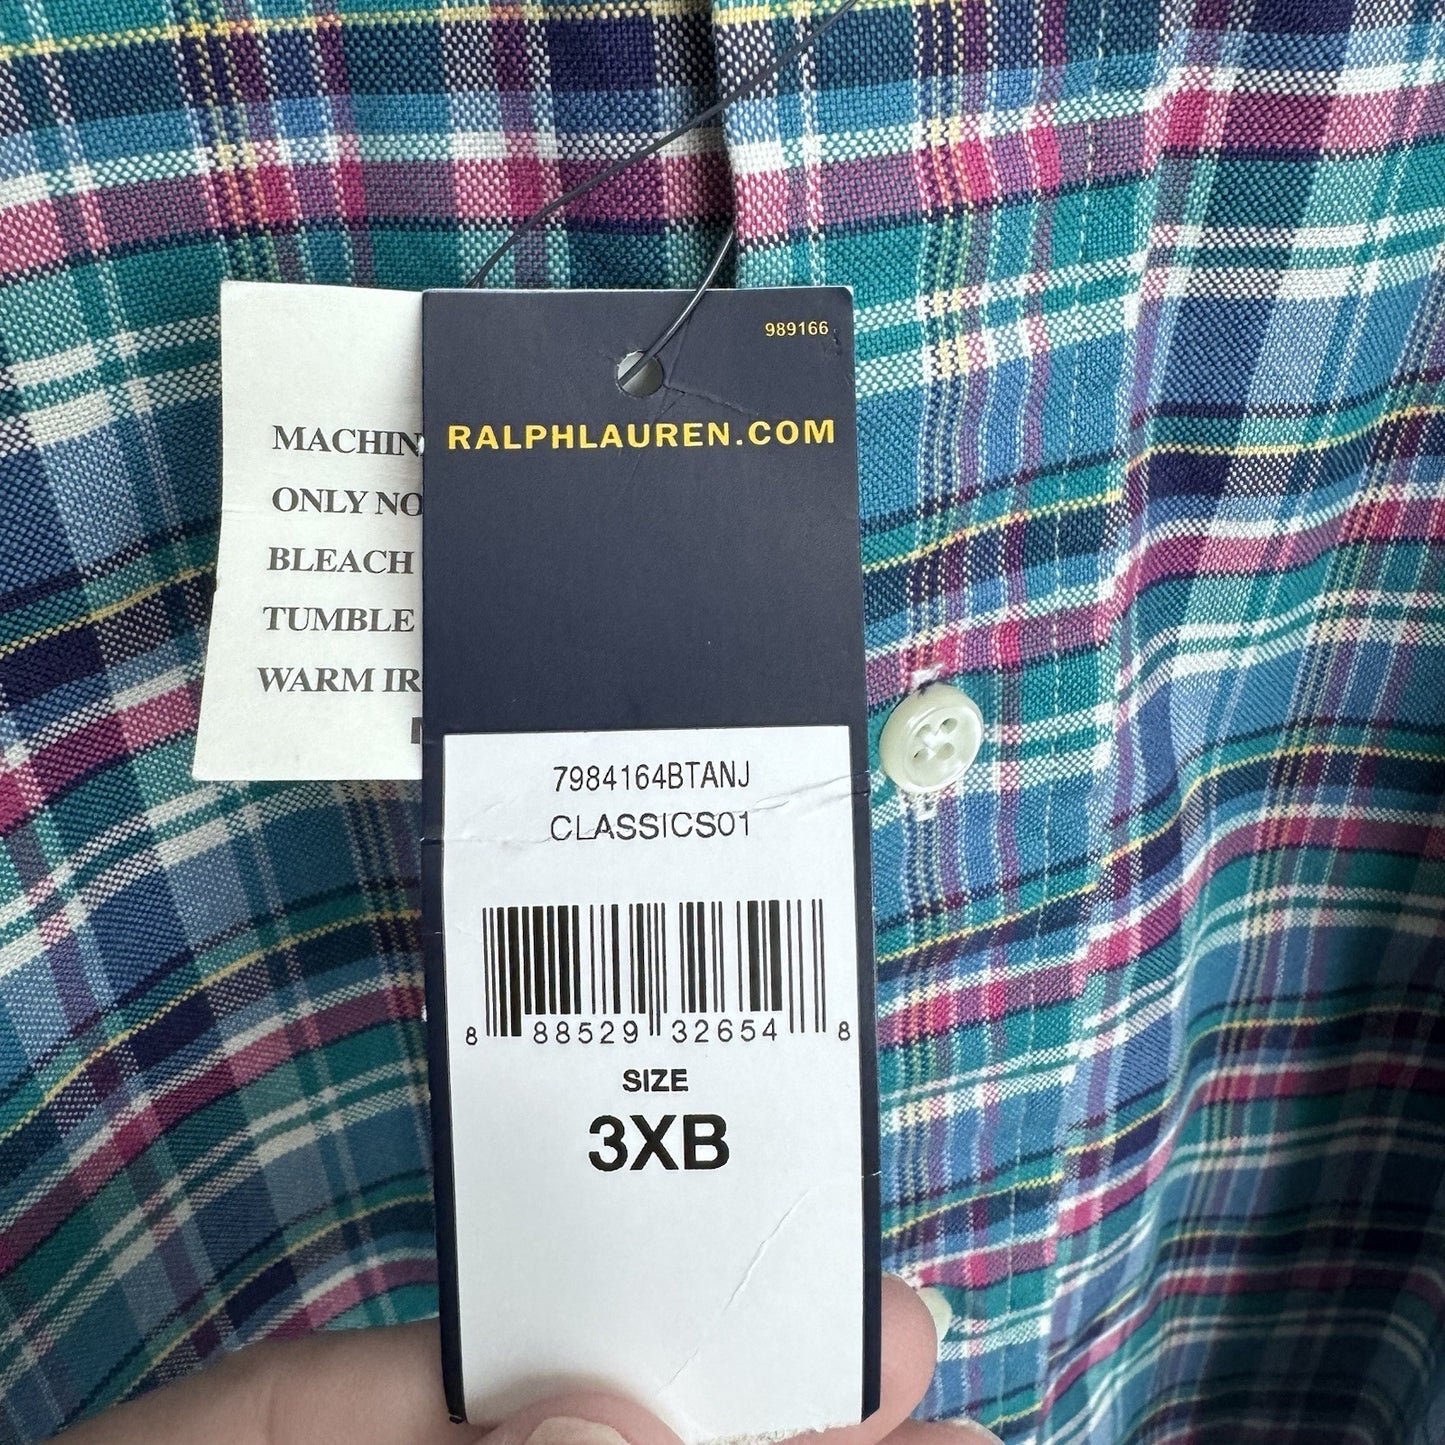 989166
RALPHLAUREN.COM
MACHIN
ONLY NO
BLEACH
TUMBLE
WARM IR
7984164BTANJ
CLASSICS01
8 88529 32654 8
SIZE
3XB